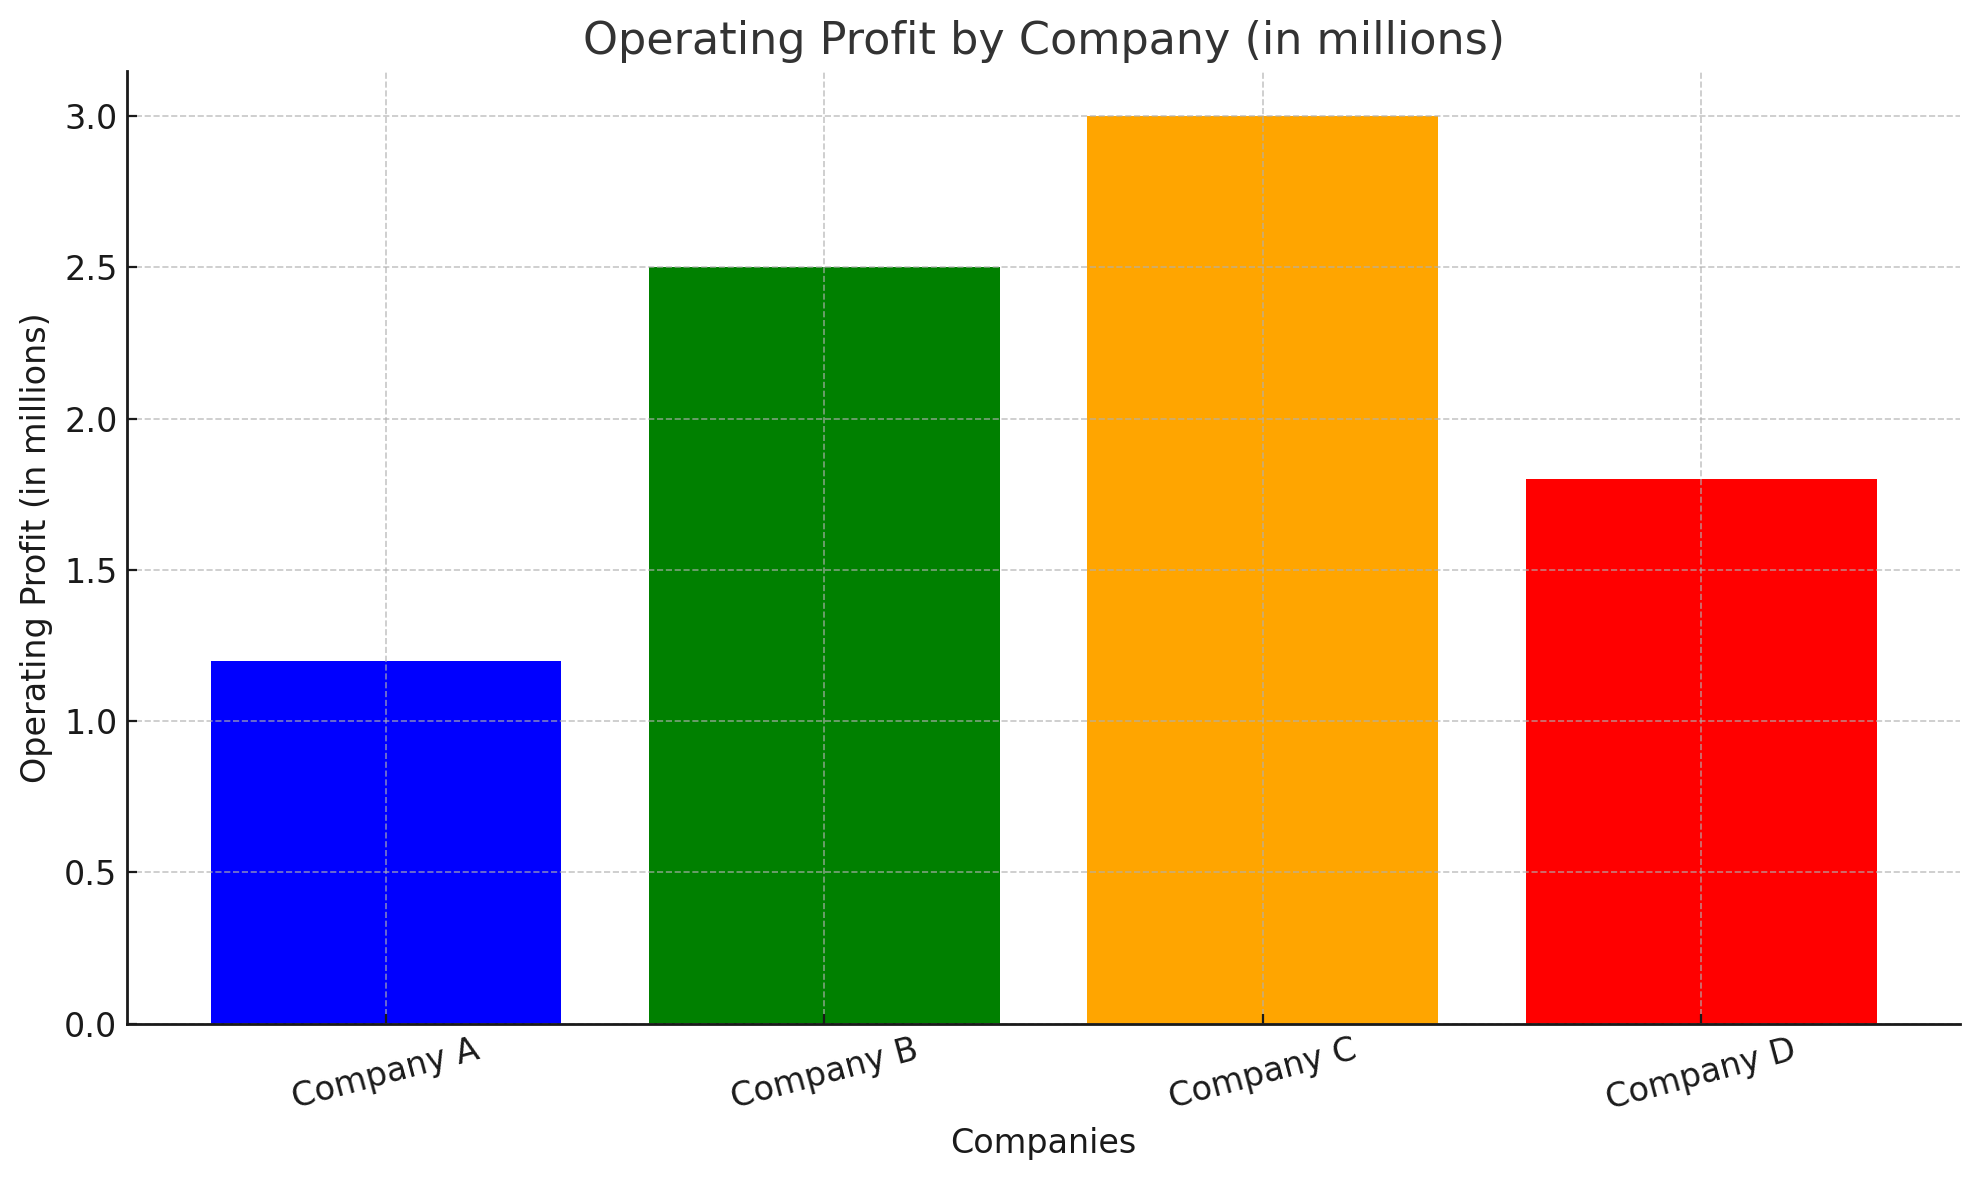 Operating Profit by Company (in millions)
Operating Profit (in millions)
3.0
2.5
2.0
1.5
1.0
0.5
0.0
Company A
Company B
Company C
Company D
Companies